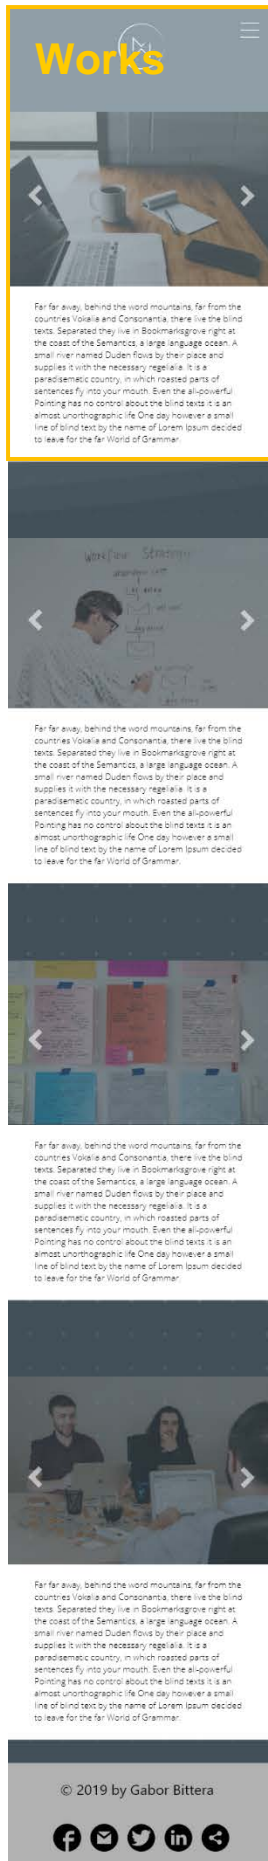 Works
Far far away, behind the word mountains, far from the
countries Vokalia and Consonantia, there live the blind
texts. Separated they live in Bookmarksgrove right at
the coast of the Semantics, a large language ocean. A
small river named Duden flows by their place and
supplies it with the necessary regelialia. It is a
paradisematic country, in which roasted parts of
sentences fly into your mouth. Even the all-powerful
Pointing has no control about the blind texts it is an
almost unorthographic life One day however a small
line of blind text by the name of Lorem Ipsum decided
to leave for the far World of Grammar.
Workflow Strategy
Far far away, behind the word mountains, far from the
countries Vokalia and Consonantia, there live the blind
texts. Separated they live in Bookmarksgrove right at
the coast of the Semantics, a large language ocean. A
small river named Duden flows by their place and
supplies it with the necessary regelialia. It is a
paradisematic country, in which roasted parts of
sentences fly into your mouth. Even the all-powerful
Pointing has no control about the blind texts it is an
almost unorthographic life One day however a small
line of blind text by the name of Lorem Ipsum decided
to leave for the far World of Grammar.
Far far away, behind the word mountains, far from the
countries Vokalia and Consonantia, there live the blind
texts. Separated they live in Bookmarksgrove right at
the coast of the Semantics, a large language ocean. A
small river named Duden flows by their place and
supplies it with the necessary regelialia. It is a
paradisematic country, in which roasted parts of
sentences fly into your mouth. Even the all-powerful
Pointing has no control about the blind texts it is an
almost unorthographic life One day however a small
line of blind text by the name of Lorem Ipsum decided
to leave for the far World of Grammar.
Far far away, behind the word mountains, far from the
countries Vokalia and Consonantia, there live the blind
texts. Separated they live in Bookmarksgrove right at
the coast of the Semantics, a large language ocean. A
small river named Duden flows by their place and
supplies it with the necessary regelialia. It is a
paradisematic country, in which roasted parts of
sentences fly into your mouth. Even the all-powerful
Pointing has no control about the blind texts it is an
almost unorthographic life One day however a small
line of blind text by the name of Lorem Ipsum decided
to leave for the far World of Grammar.
© 2019 by Gabor Bittera